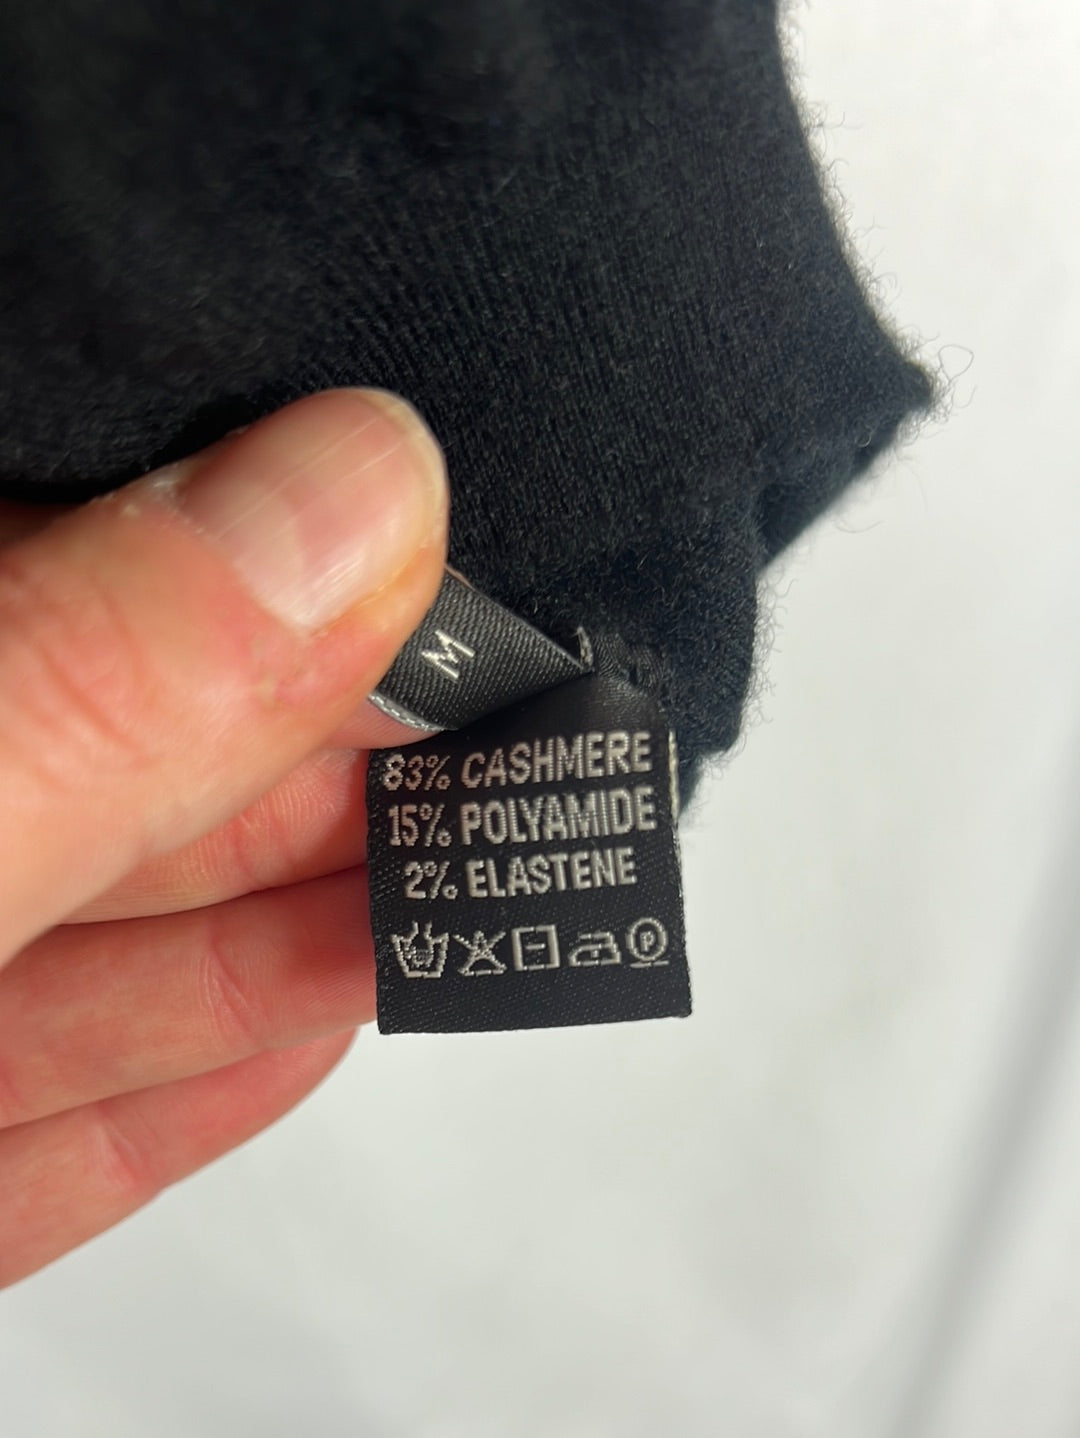 M
83% CASHMERE
15% POLYAMIDE
2% ELASTENE
P